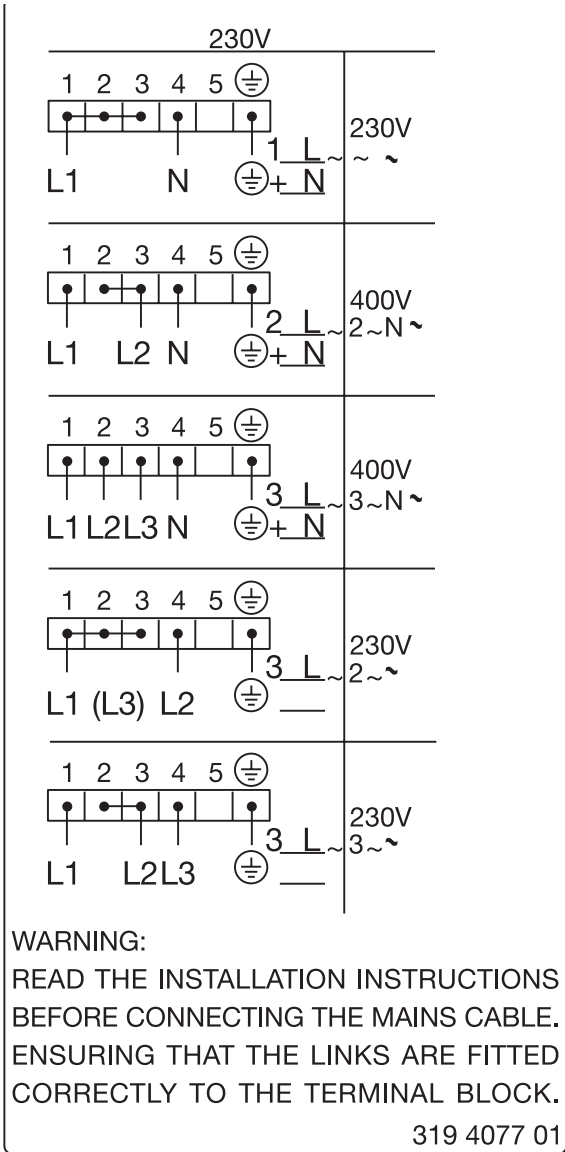 230V
1 2 3 4 5
L1 N
1 L ~ 230V
+ N ~ ~
1 2 3 4 5
L1 L2 N
2 L ~ 400V
+ N 2~N ~
1 2 3 4 5
L1 L2 L3 N
3 L ~ 400V
+ N 3~N ~
1 2 3 4 5
L1 (L3) L2
3 L ~ 230V
2~ ~
1 2 3 4 5
L1 L2 L3
3 L ~ 230V
3~ ~
WARNING:
READ THE INSTALLATION INSTRUCTIONS
BEFORE CONNECTING THE MAINS CABLE.
ENSURING THAT THE LINKS ARE FITTED
CORRECTLY TO THE TERMINAL BLOCK.
319 4077 01